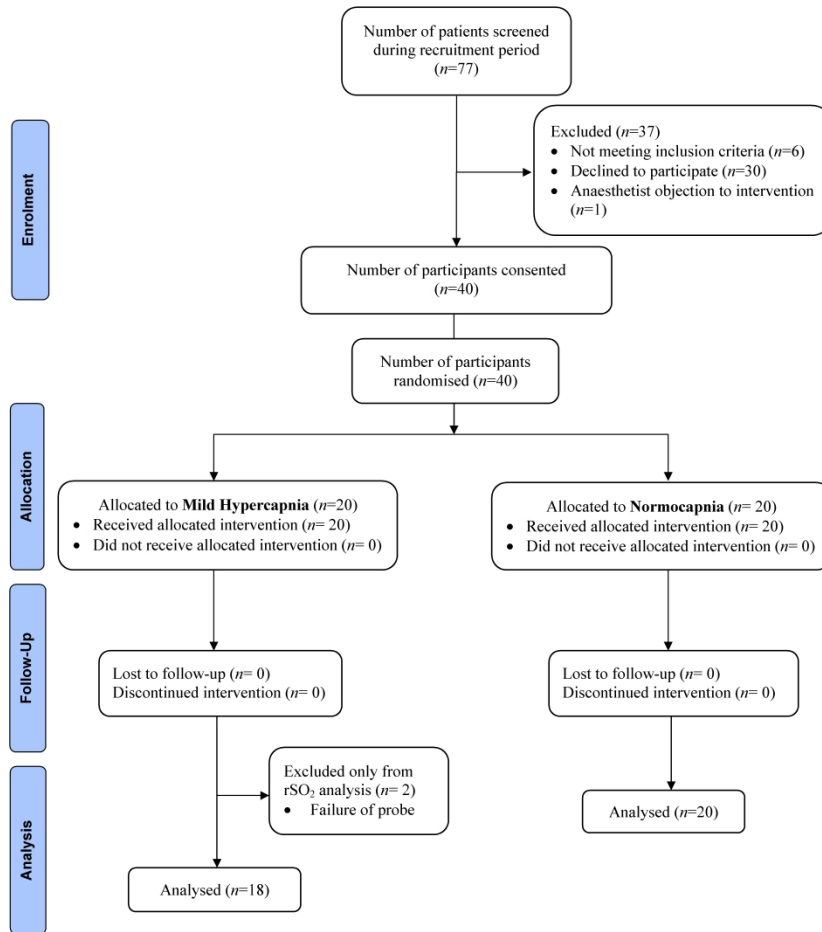 Number of patients screened
during recruitment period
(n=77)
Enrolment
Excluded (n=37)
• Not meeting inclusion criteria (n=6)
• Declined to participate (n=30)
• Anaesthetist objection to intervention
(n=1)
Number of participants consented
(n=40)
Number of participants
randomised (n=40)
Allocation
Allocated to Mild Hypercapnia (n=20)
• Received allocated intervention (n= 20)
• Did not receive allocated intervention (n= 0)
Allocated to Normocapnia (n= 20)
• Received allocated intervention (n= 20)
• Did not receive allocated intervention (n= 0)
Follow-Up
Lost to follow-up (n= 0)
Discontinued intervention (n= 0)
Lost to follow-up (n= 0)
Discontinued intervention (n= 0)
Analysis
Excluded only from
rSO₂ analysis (n= 2)
• Failure of probe
Analysed (n=20)
Analysed (n=18)